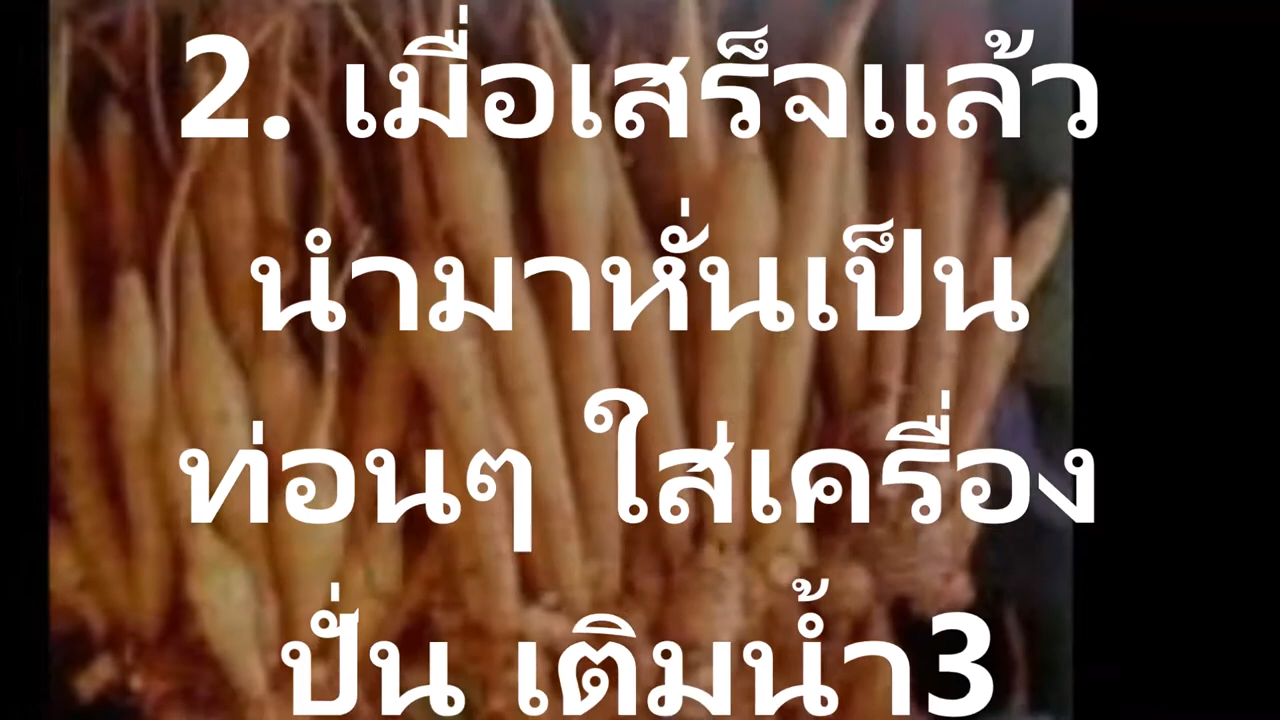 2. เมื่อเสร็จแล้ว
นำมาหั่นเป็น
ท่อนๆ ใส่เครื่อง
ปั่น เติมน้ำ3